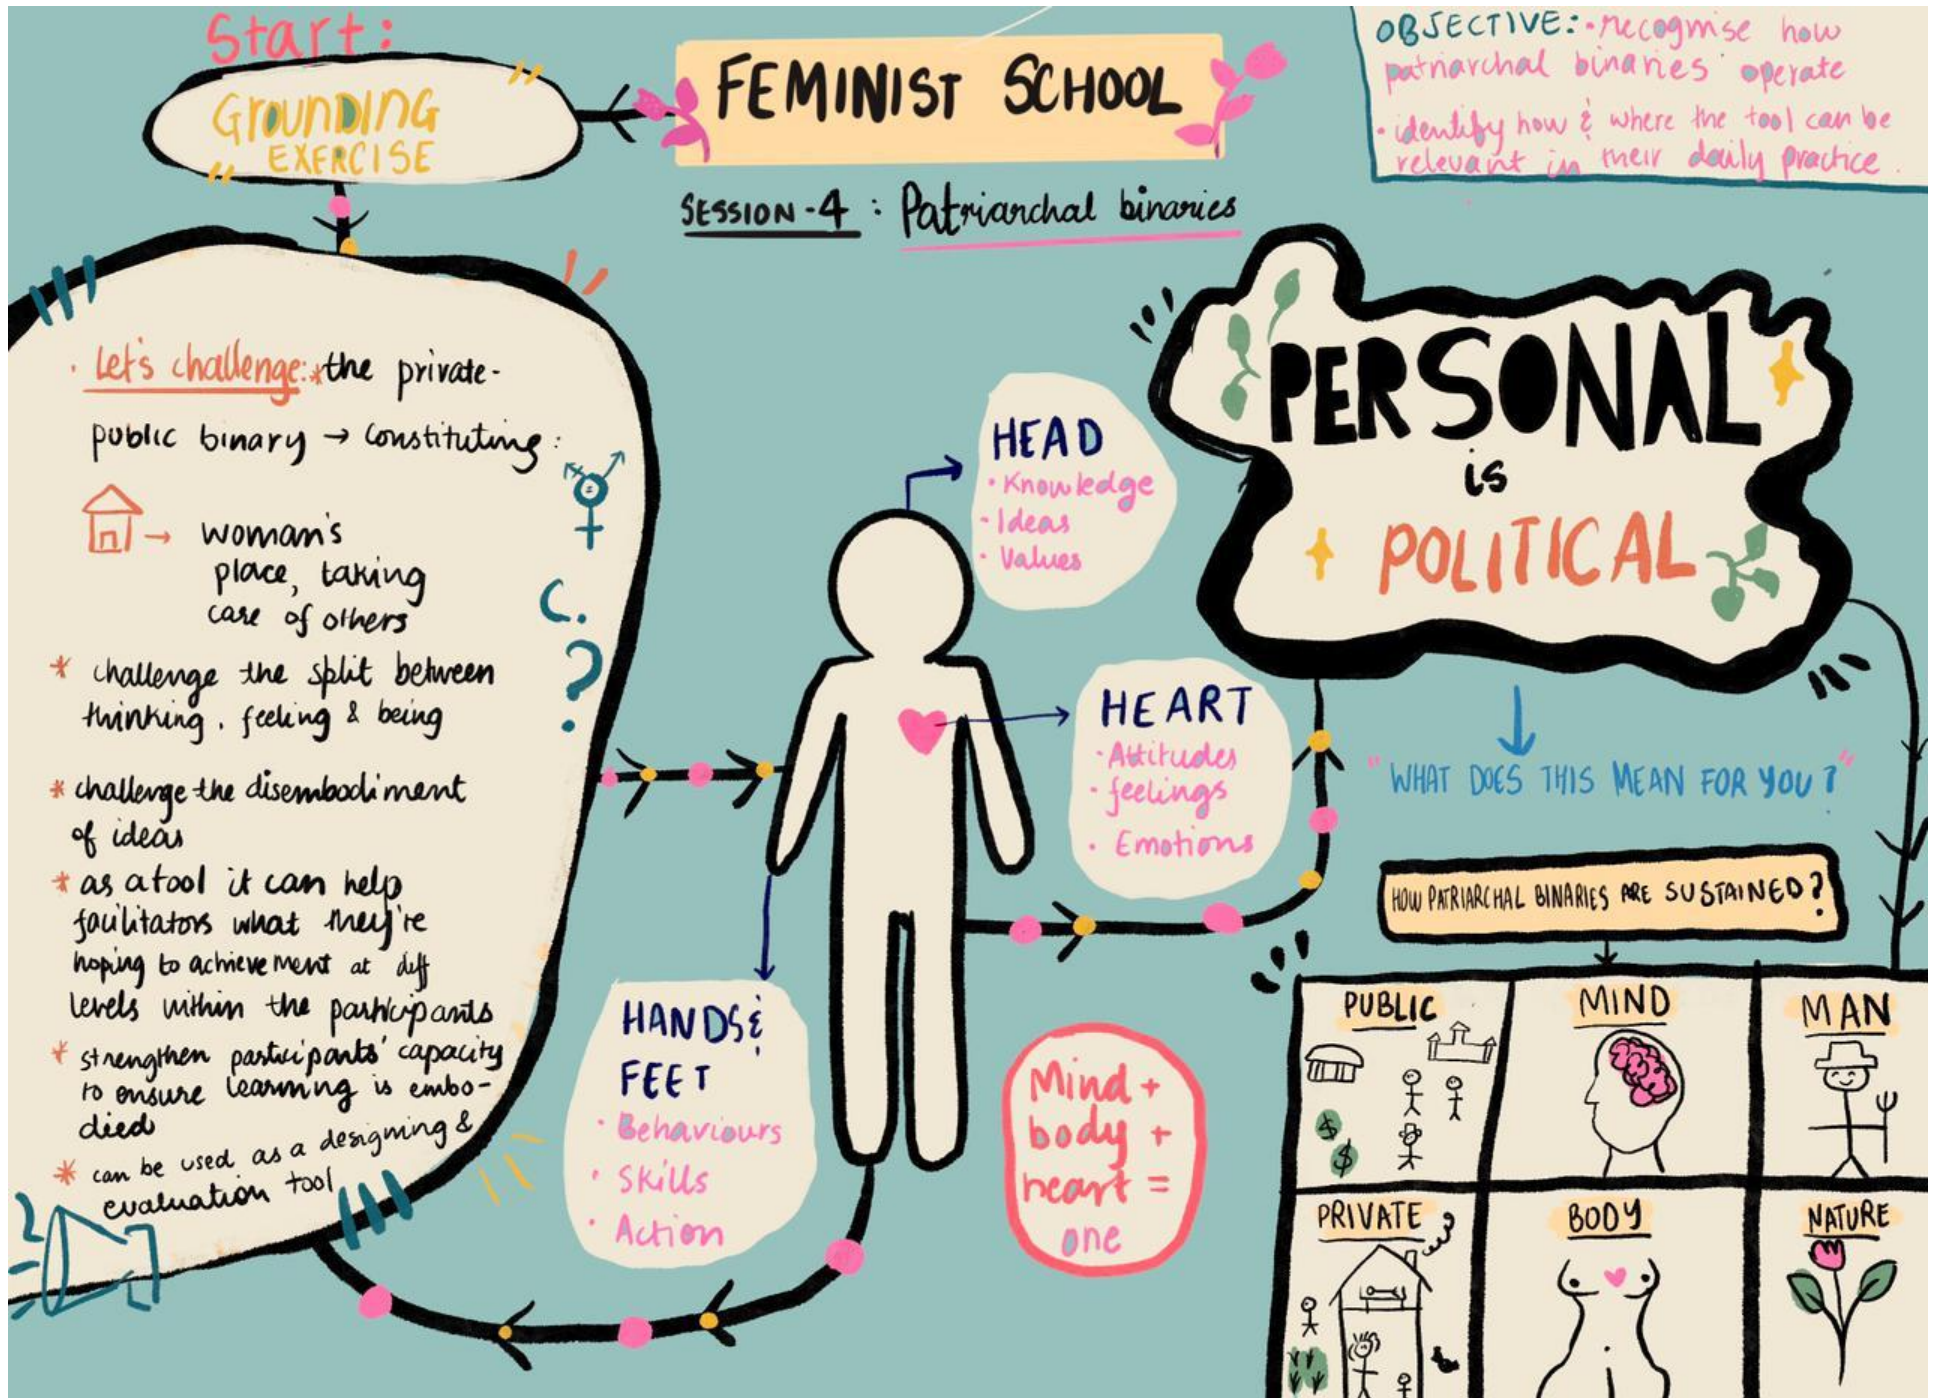 Start:
GROUNDING
EXERCISE
FEMINIST SCHOOL
SESSION-4 : Patriarchal binaries
OBJECTIVE: • recognise how
patriarchal binaries operate
• identify how & where the tool can be
relevant in their daily practice.
• Let's challenge: * the private-
public binary → constituting:
→ woman's
place, taking
care of others
* challenge the split between
thinking, feeling & being
* challenge the disembodiment
of ideas
* as a tool it can help
facilitators what they're
hoping to achievement at diff
levels within the participants
* strengthen participants' capacity
to ensure learning is embo-
died
* can be used as a designing &
evaluation tool
HEAD
• Knowledge
• Ideas
• Values
HEART
• Attitudes
• feelings
• Emotions
HANDS &
FEET
• Behaviours
• Skills
• Action
Mind +
body +
heart =
one
PERSONAL
is
POLITICAL
"WHAT DOES THIS MEAN FOR YOU?"
HOW PATRIARCHAL BINARIES ARE SUSTAINED?
PUBLIC
MIND
MAN
$
$
PRIVATE
BODY
NATURE